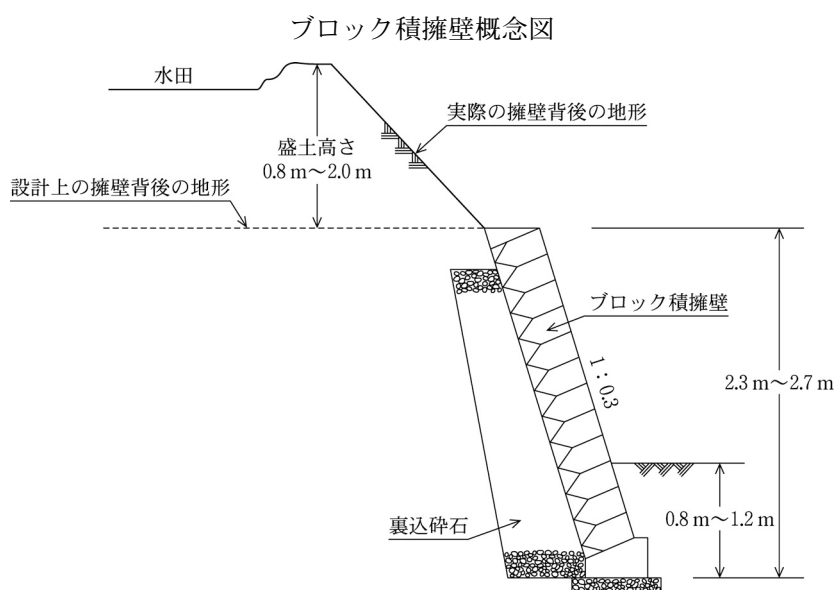 ブロック積擁壁概念図
水田
実際の擁壁背後の地形
盛土高さ
0.8 m～2.0 m
設計上の擁壁背後の地形
ブロック積擁壁
1：0.3
2.3 m～2.7 m
裏込砕石
0.8 m～1.2 m